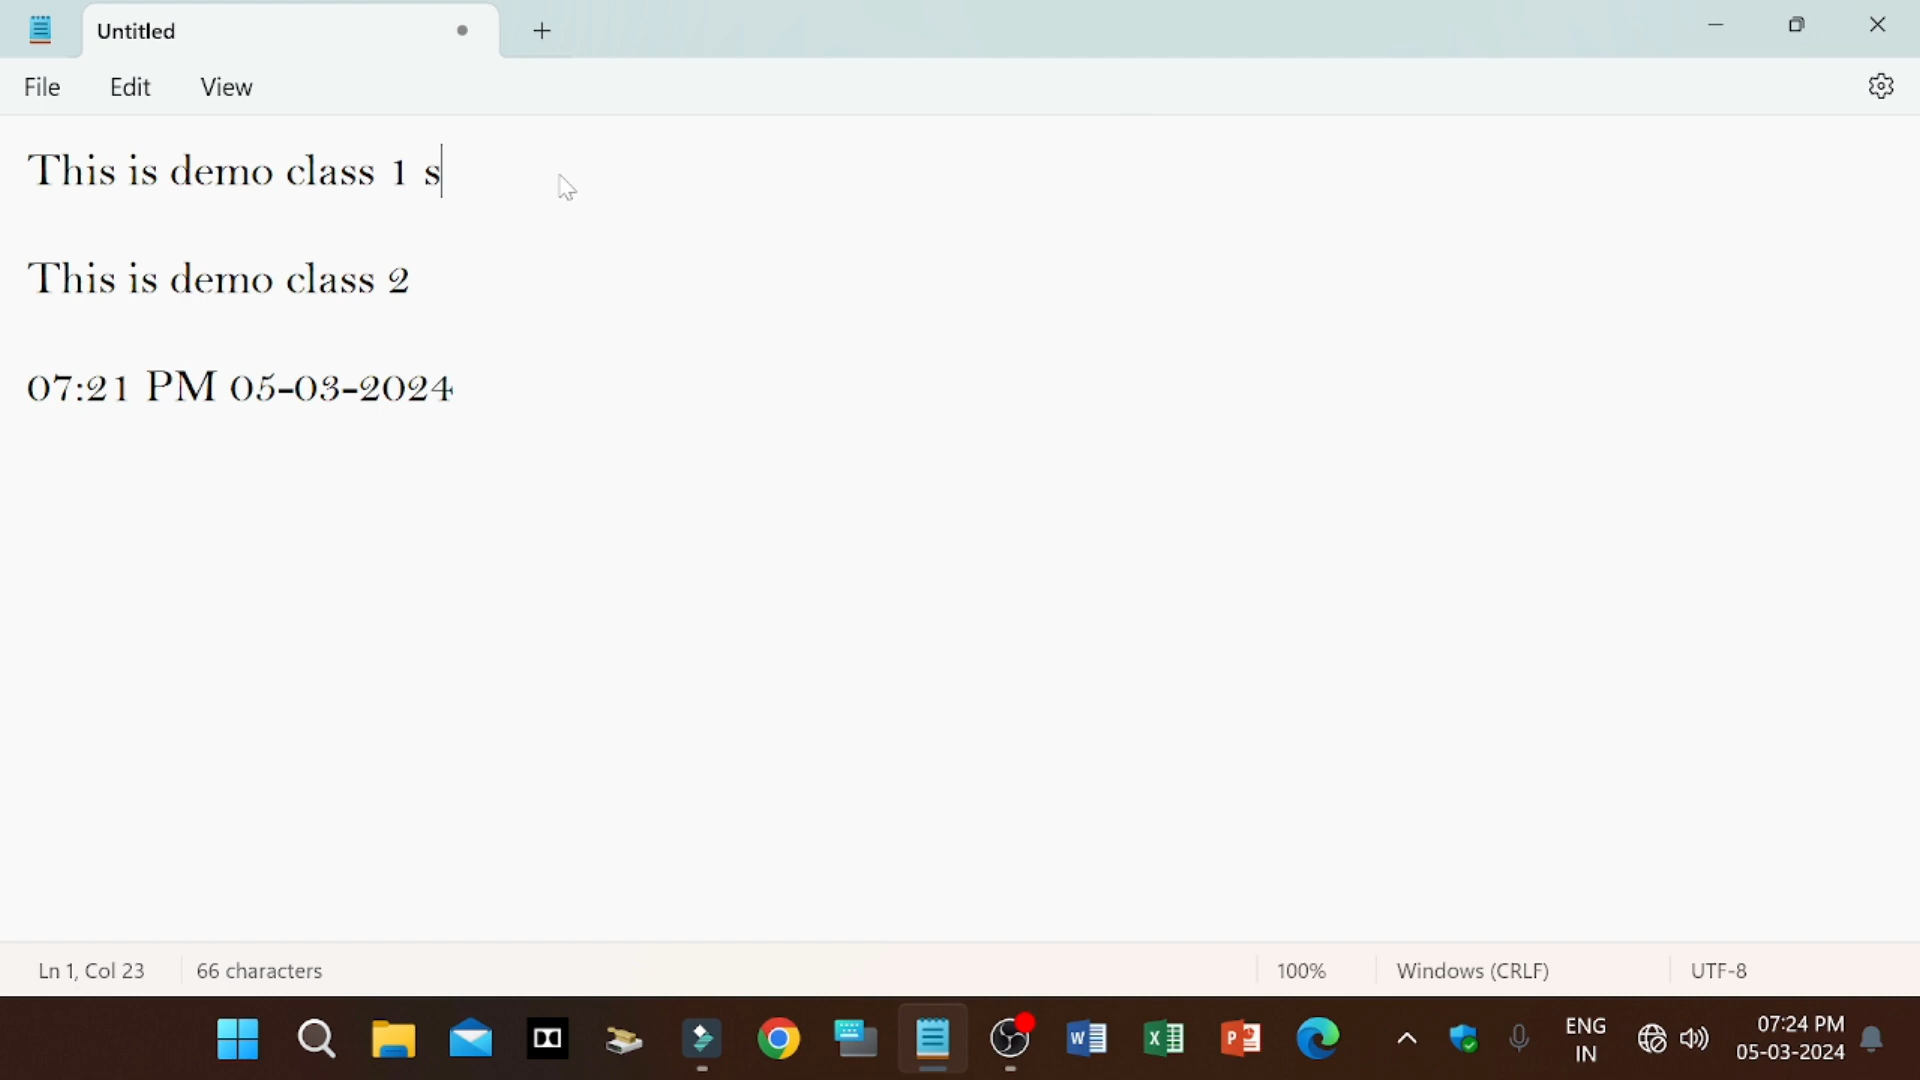 Untitled
File Edit View
This is demo class 1 s
This is demo class 2
07:21 PM 05-03-2024
Ln 1, Col 23 66 characters 100% Windows (CRLF) UTF-8
ENG 07:24 PM
IN 05-03-2024